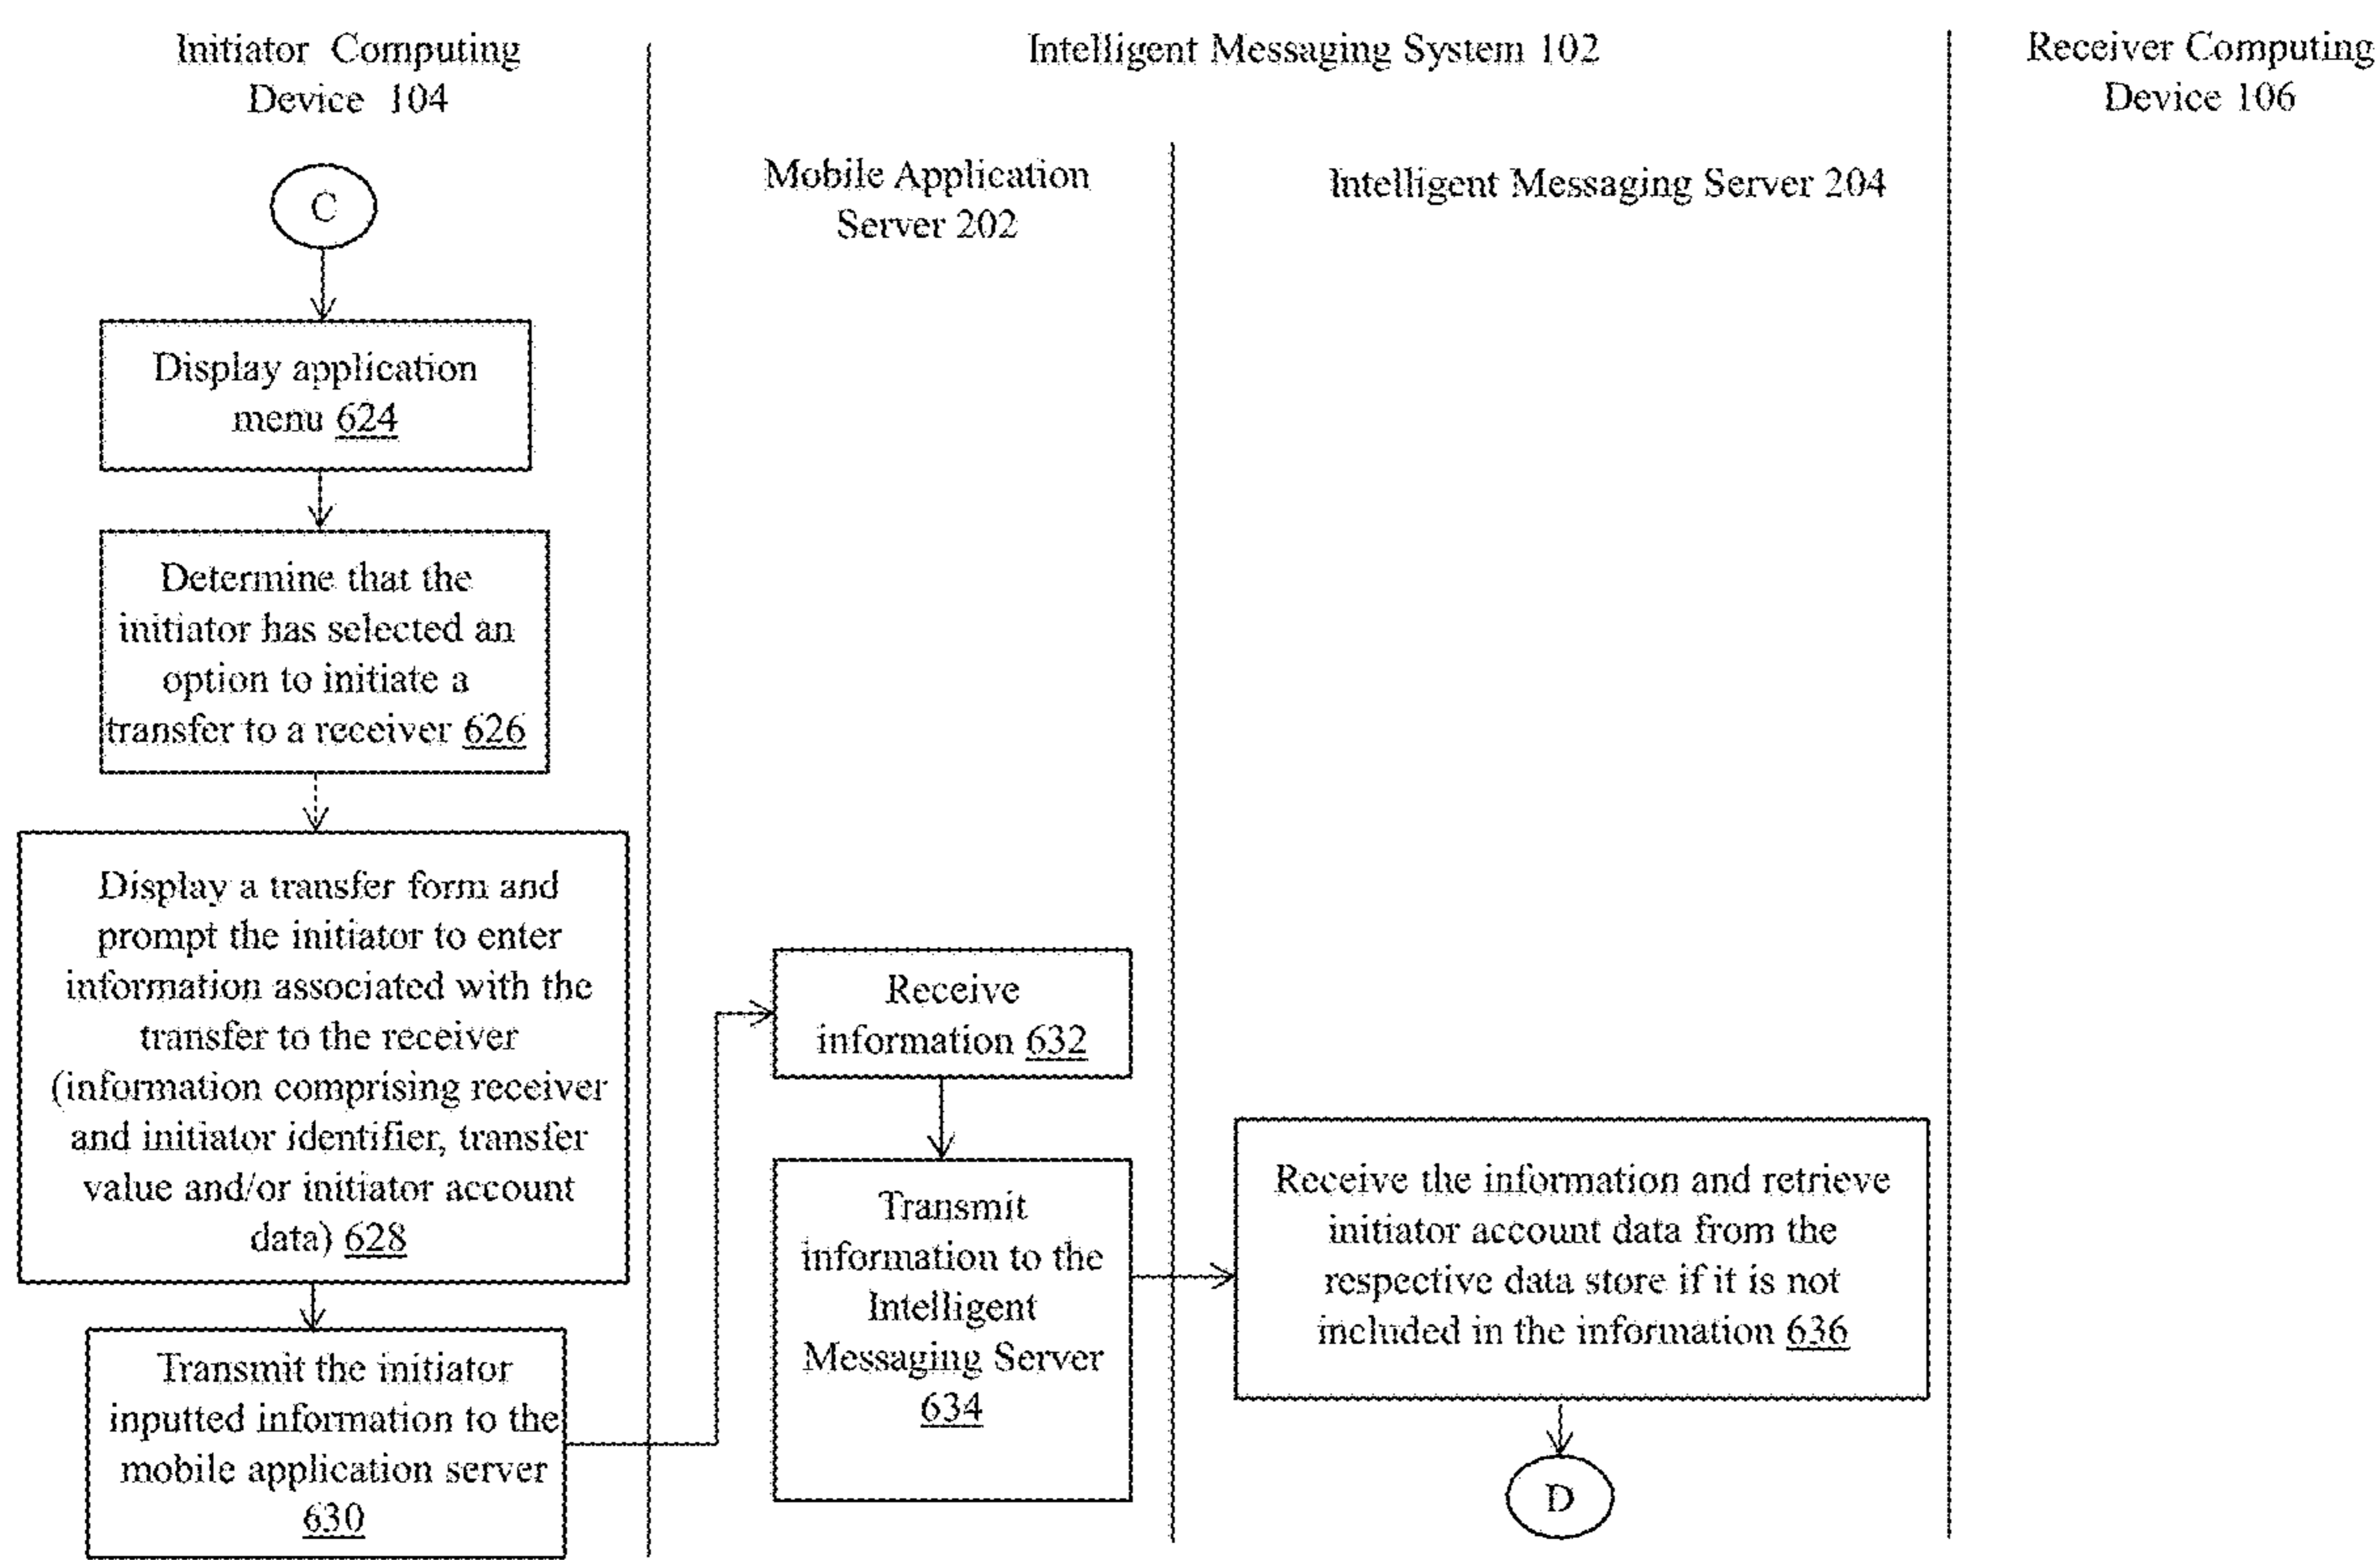 Initiator Computing
Device 104
Intelligent Messaging System 102
Receiver Computing
Device 106
Mobile Application
Server 202
Intelligent Messaging Server 204
C
Display application
menu 624
Determine that the
initiator has selected an
option to initiate a
transfer to a receiver 626
Display a transfer form and
prompt the initiator to enter
information associated with the
transfer to the receiver
(information comprising receiver
and initiator identifier, transfer
value and/or initiator account
data) 628
Transmit the initiator
inputted information to the
mobile application server
630
Receive
information 632
Transmit
information to the
Intelligent
Messaging Server
634
Receive the information and retrieve
initiator account data from the
respective data store if it is not
included in the information 636
D